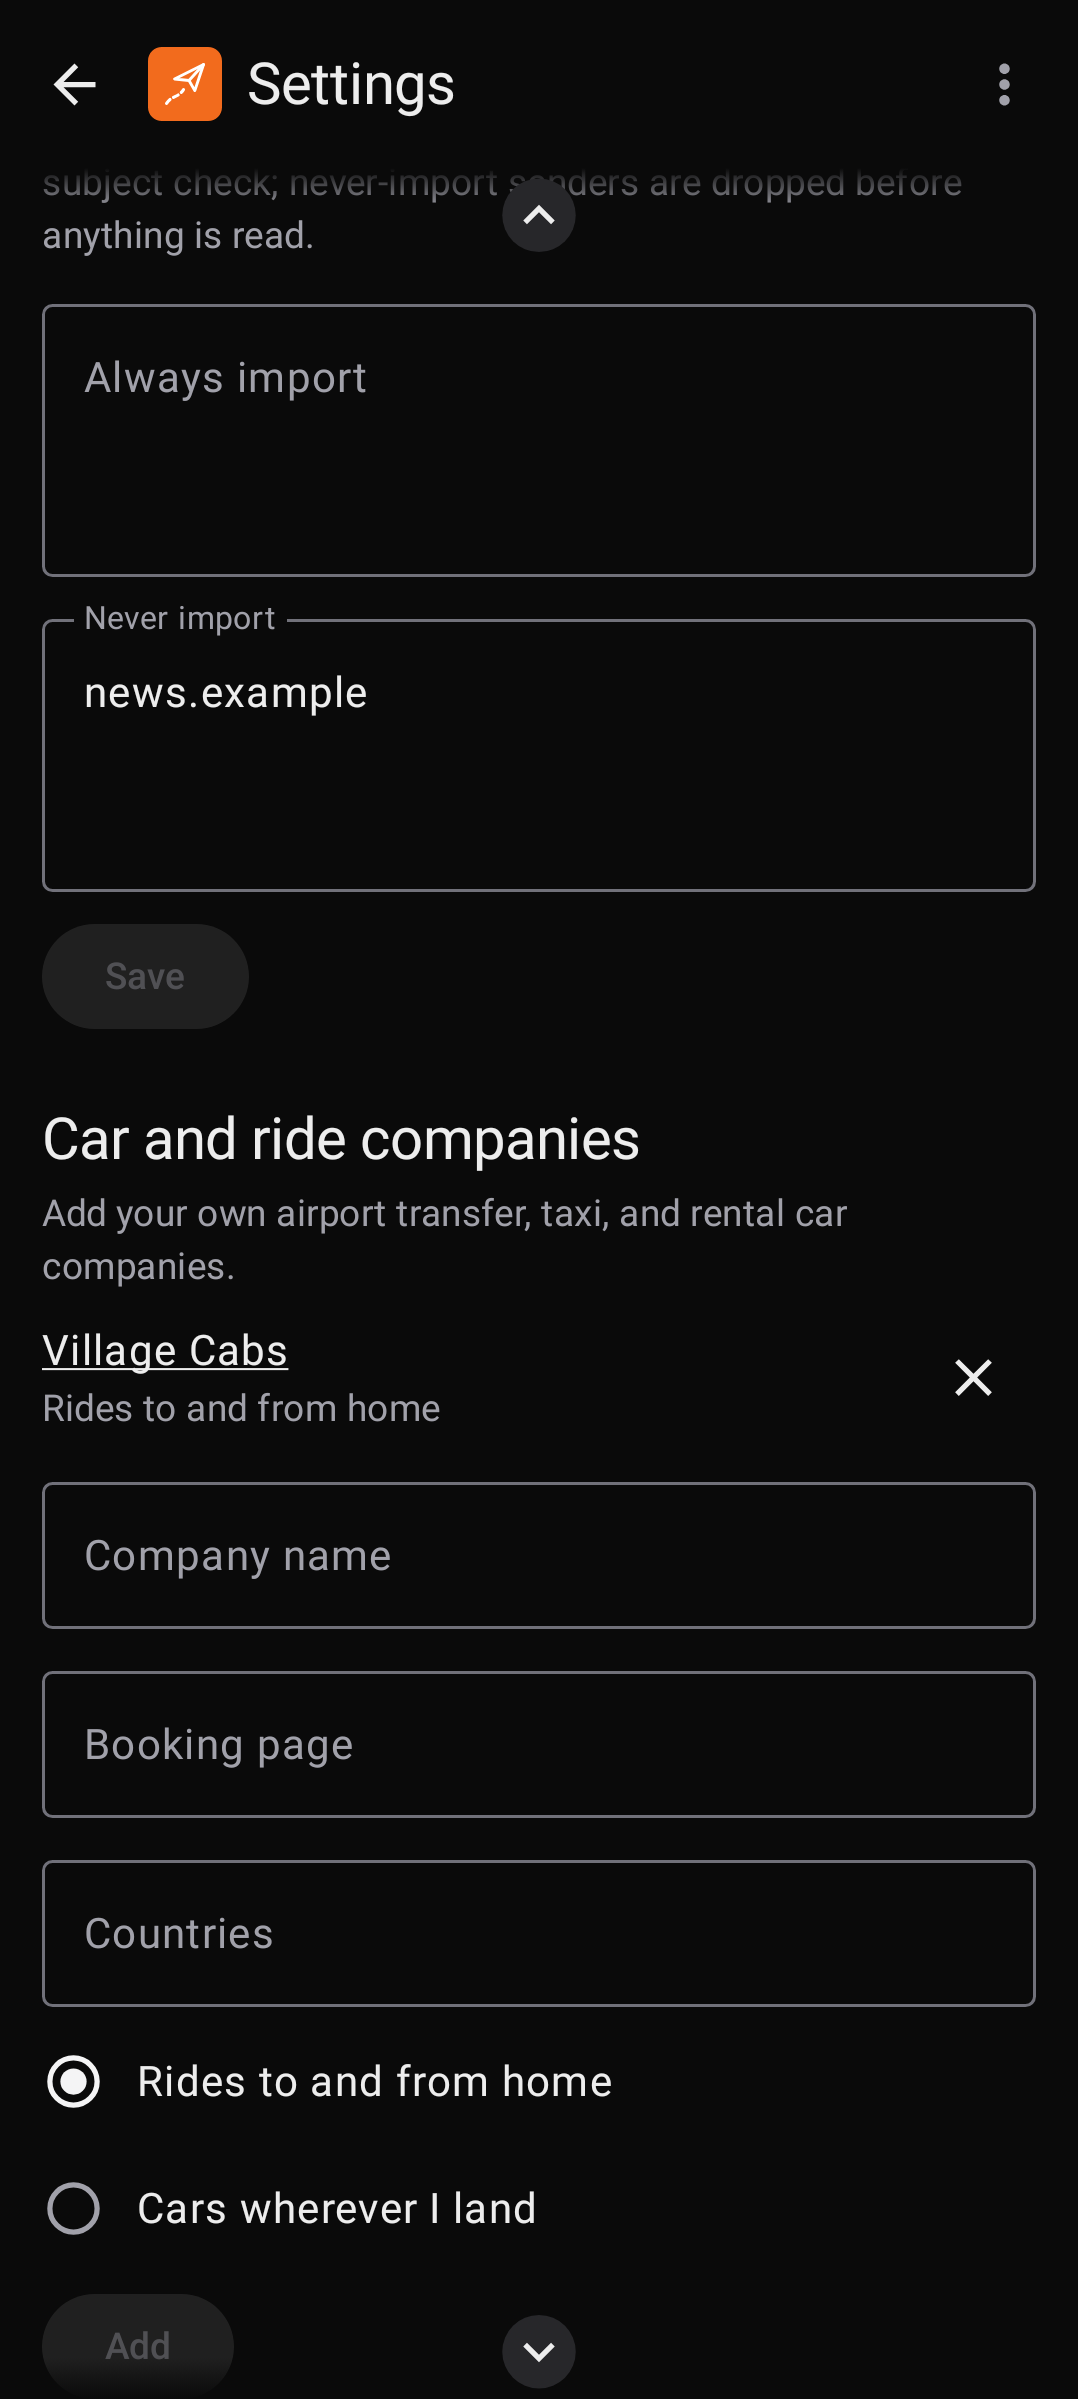 Settings
subject check; never-import senders are dropped before
anything is read.
Always import
Never import
news.example
Save
Car and ride companies
Add your own airport transfer, taxi, and rental car
companies.
Village Cabs
Rides to and from home
Company name
Booking page
Countries
Rides to and from home
Cars wherever I land
Add